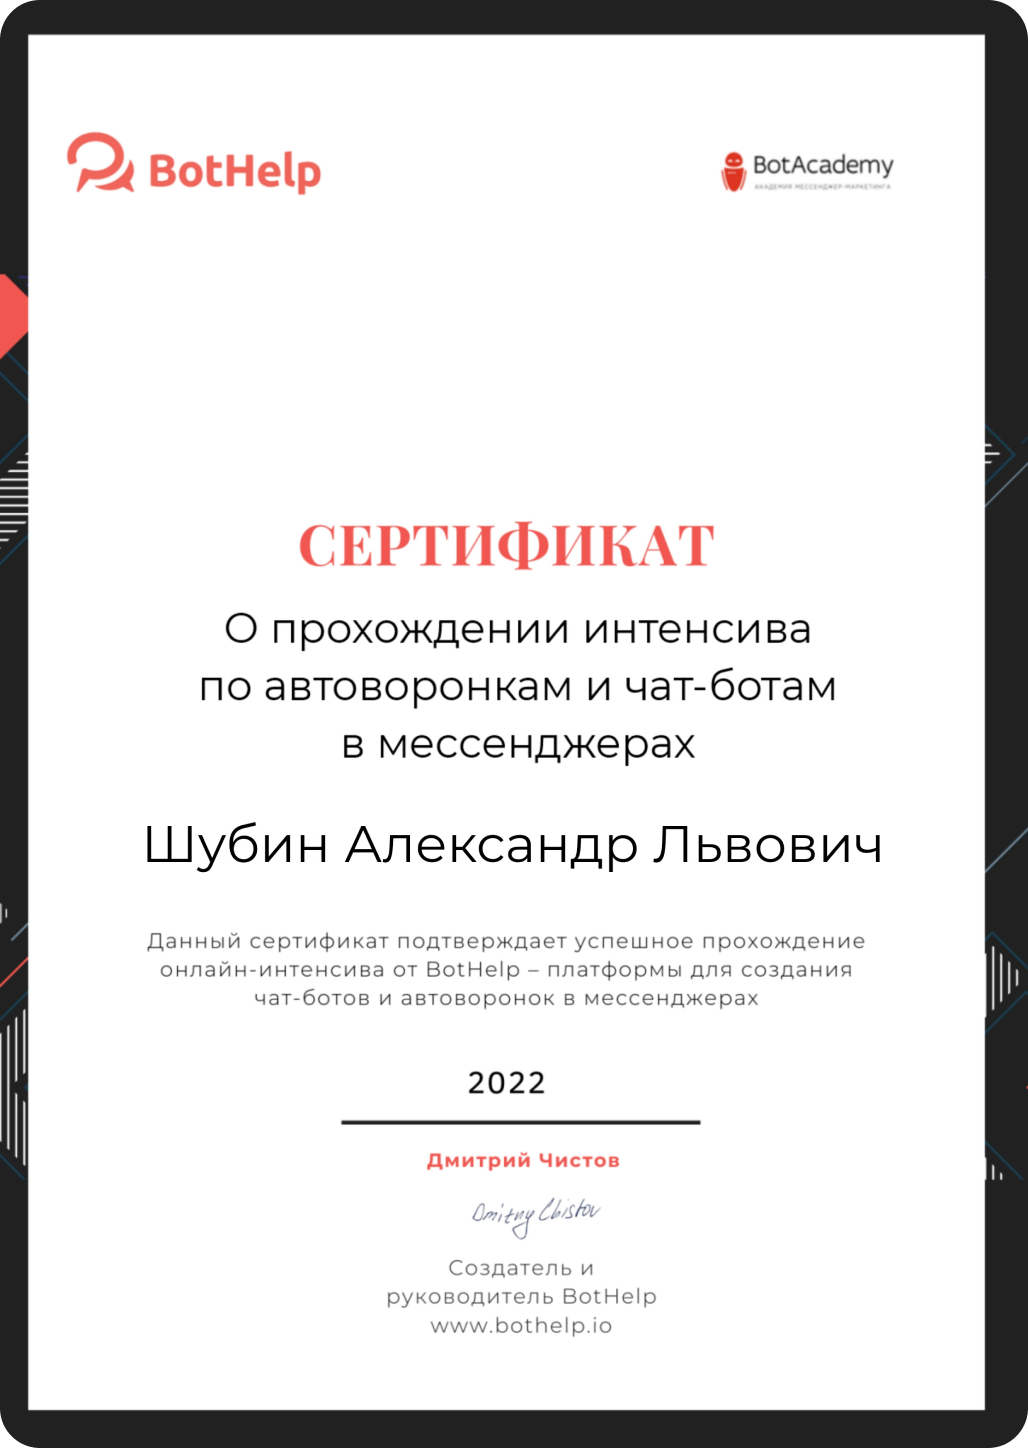 BotHelp
BotAcademy
АКАДЕМИЯ МЕССЕНДЖЕР-МАРКЕТИНГА
СЕРТИФИКАТ
О прохождении интенсива
по автоворонкам и чат-ботам
в мессенджерах
Шубин Александр Львович
Данный сертификат подтверждает успешное прохождение
онлайн-интенсива от BotHelp – платформы для создания
чат-ботов и автоворонок в мессенджерах
2022
Дмитрий Чистов
Dmitry Chistov
Создатель и
руководитель BotHelp
www.bothelp.io